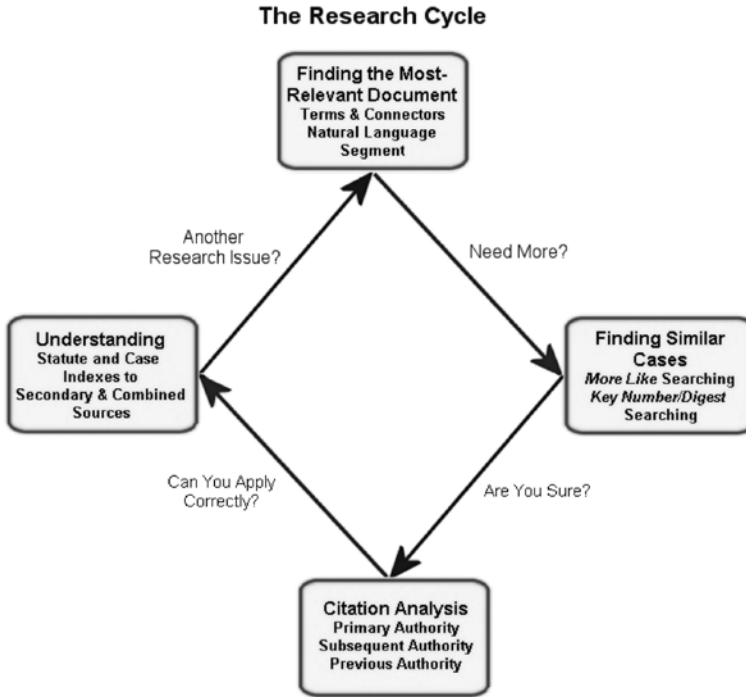 The Research Cycle
Finding the Most-
Relevant Document
Terms & Connectors
Natural Language
Segment
Another
Research Issue?
Need More?
Understanding
Statute and Case
Indexes to
Secondary & Combined
Sources
Finding Similar
Cases
More Like Searching
Key Number/Digest
Searching
Can You Apply
Correctly?
Are You Sure?
Citation Analysis
Primary Authority
Subsequent Authority
Previous Authority